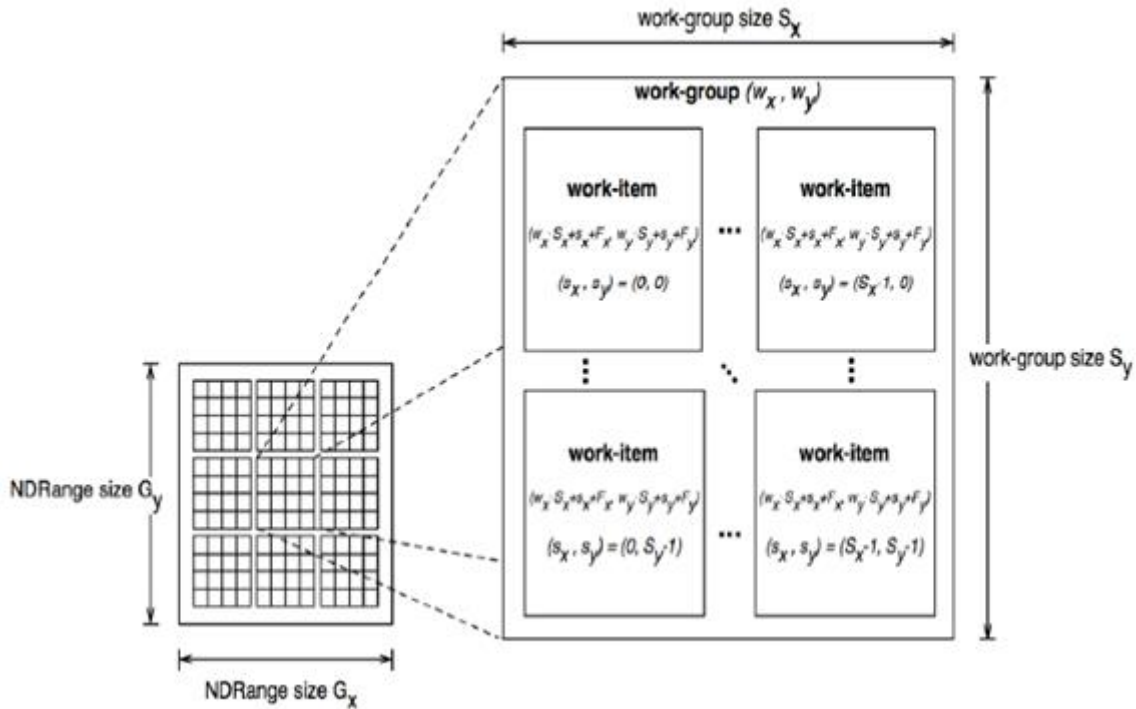 work-group size Sx
work-group (wx , wy)
work-item work-item
(wx· Sx+sx+Fx, wy· Sy+sy+Fy) ... (wx· Sx+sx+Fx, wy· Sy+sy+Fy)
(sx , sy) = (0, 0) (sx , sy) = (Sx-1, 0)
work-group size Sy
work-item work-item
NDRange size Gy
(wx· Sx+sx+Fx, wy· Sy+sy+Fy) (wx· Sx+sx+Fx, wy· Sy+sy+Fy)
(sx , sy) = (0, Sy-1) ... (sx , sy) = (Sx-1, Sy-1)
NDRange size Gx